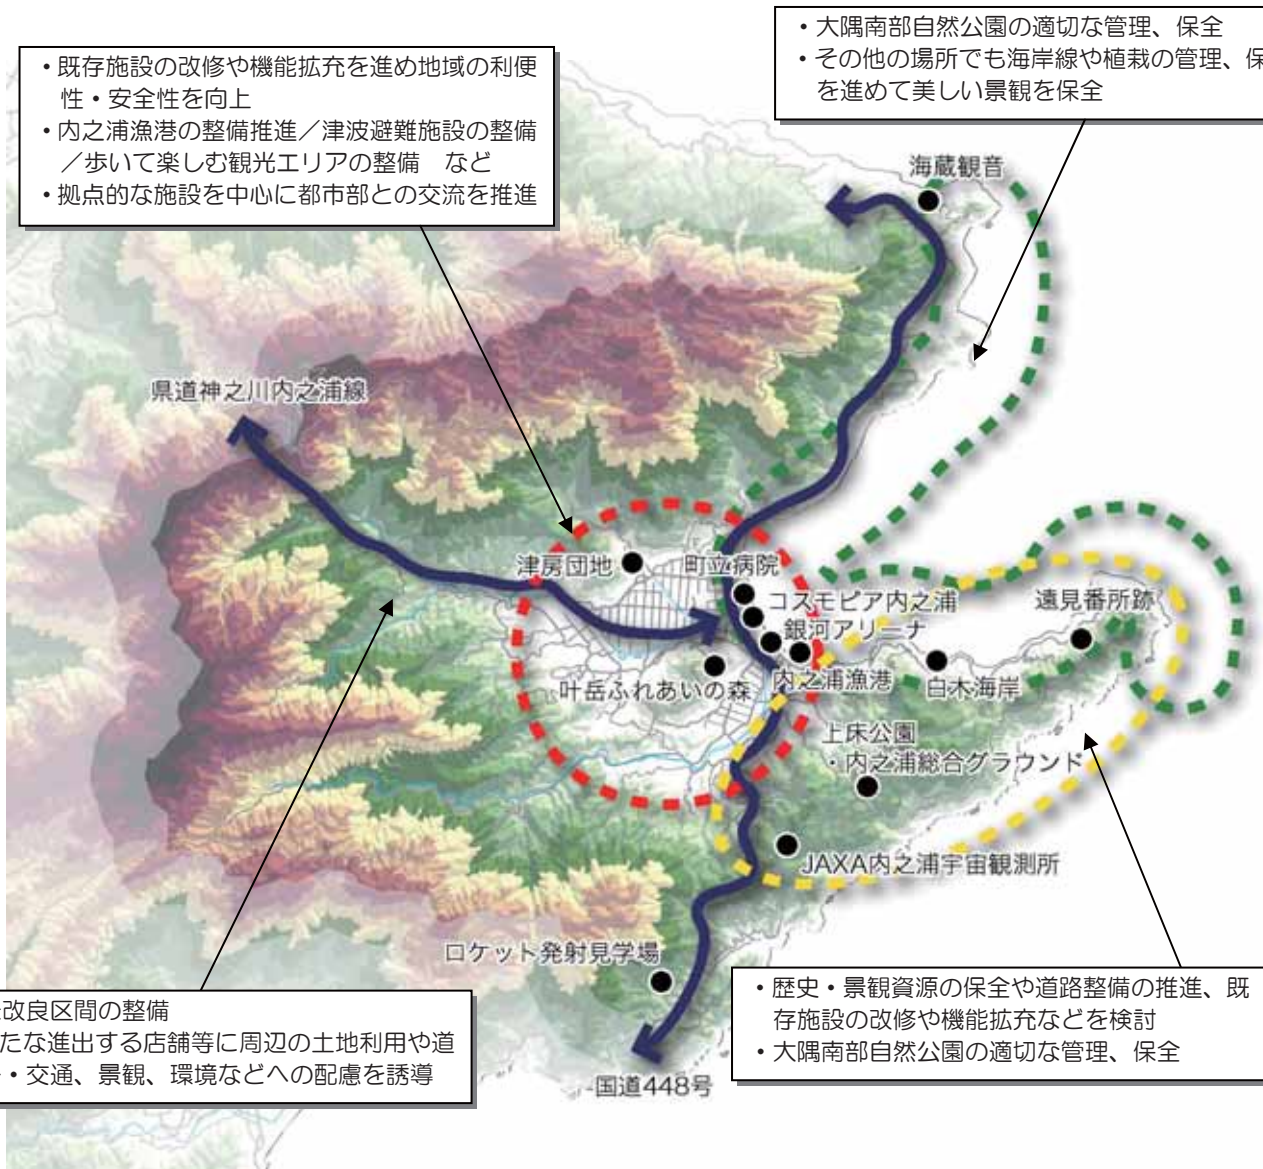 ・大隅南部自然公園の適切な管理、保全
・その他の場所でも海岸線や植栽の管理、保
を進めて美しい景観を保全
・既存施設の改修や機能拡充を進め地域の利便
性・安全性を向上
・内之浦漁港の整備推進／津波避難施設の整備
／歩いて楽しむ観光エリアの整備　など
・拠点的な施設を中心に都市部との交流を推進
海蔵観音
県道神之川内之浦線
津房団地
町立病院
コスモピア内之浦
遠見番所跡
銀河アリーナ
叶岳ふれあいの森
内之浦漁港
白木海岸
上床公園
・内之浦総合グラウンド
JAXA内之浦宇宙観測所
ロケット発射見学場
改良区間の整備
たな進出する店舗等に周辺の土地利用や道
・交通、景観、環境などへの配慮を誘導
・歴史・景観資源の保全や道路整備の推進、既
存施設の改修や機能拡充などを検討
・大隅南部自然公園の適切な管理、保全
国道448号